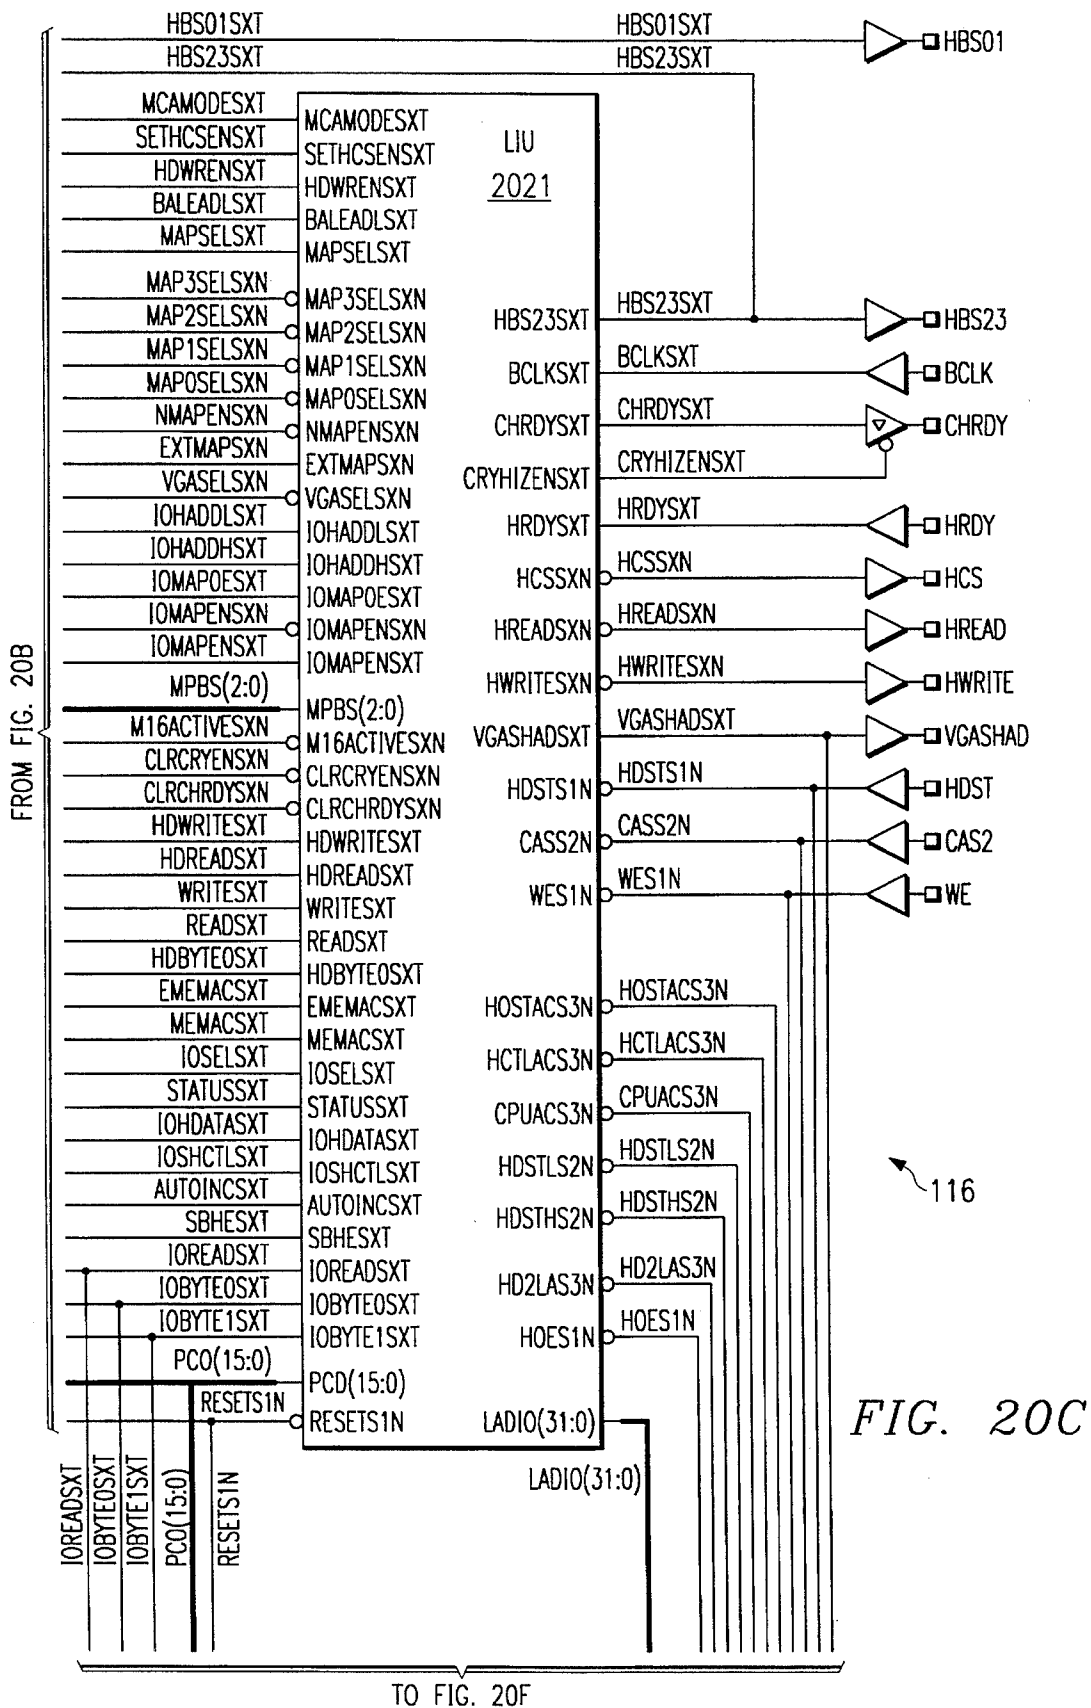 HBS01SXT HBS01SXT HBS01
HBS23SXT HBS23SXT
MCAMODESXT MCAMODESXT
LIU
2021
SETHCSENSXT SETHCSENSXT
HDWRENSXT HDWRENSXT
BALEADLSXT BALEADLSXT
MAPSELSXT MAPSELSXT
MAP3SELSXN MAP3SELSXN
MAP2SELSXN MAP2SELSXN
MAP1SELSXN MAP1SELSXN
MAP0SELSXN MAP0SELSXN
NMAPENSXN NMAPENSXN
EXTMAPSXN EXTMAPSXN
VGASELSXN VGASELSXN
IOHADDLSXT IOHADDLSXT
IOHADDHSXT IOHADDHSXT
IOMAPOESXT IOMAPOESXT
IOMAPENSXN IOMAPENSXN
IOMAPENSXT IOMAPENSXT
MPBS(2:0) MPBS(2:0)
M16ACTIVESXN M16ACTIVESXN
CLRCRYENSXN CLRCRYENSXN
CLRCHRDYSXN CLRCHRDYSXN
HDWRITESXT HDWRITESXT
HDREADSXT HDREADSXT
WRITESXT WRITESXT
READSXT READSXT
HDBYTE0SXT HDBYTE0SXT
EMEMACSXT EMEMACSXT
MEMACSXT MEMACSXT
IOSELSXT IOSELSXT
STATUSSXT STATUSSXT
IOHDATASXT IOHDATASXT
IOSHCTLSXT IOSHCTLSXT
AUTOINCSXT AUTOINCSXT
SBHESXT SBHESXT
IOREADSXT IOREADSXT
IOBYTE0SXT IOBYTE0SXT
IOBYTE1SXT IOBYTE1SXT
PCO(15:0) PCD(15:0)
RESETS1N RESETS1N
HBS23SXT HBS23SXT HBS23
BCLKSXT BCLKSXT BCLK
CHRDYSXT CHRDYSXT CHRDY
CRYHIZENSXT CRYHIZENSXT
HRDYSXT HRDYSXT HRDY
HCSSXN HCSSXN HCS
HREADSXN HREADSXN HREAD
HWRITESXN HWRITESXN HWRITE
VGASHADSXT VGASHADSXT VGASHAD
HDSTS1N HDSTS1N HDST
CASS2N CASS2N CAS2
WES1N WES1N WE
HOSTACS3N HOSTACS3N
HCTLACS3N HCTLACS3N
CPUACS3N CPUACS3N
HDSTLS2N HDSTLS2N
HDSTHS2N HDSTHS2N
HD2LAS3N HD2LAS3N
HOES1N HOES1N
LADIO(31:0)
LADIO(31:0)
116
FROM FIG. 20B
IOREADSXT
IOBYTE0SXT
IOBYTE1SXT
PCO(15:0)
RESETS1N
FIG. 20C
TO FIG. 20F